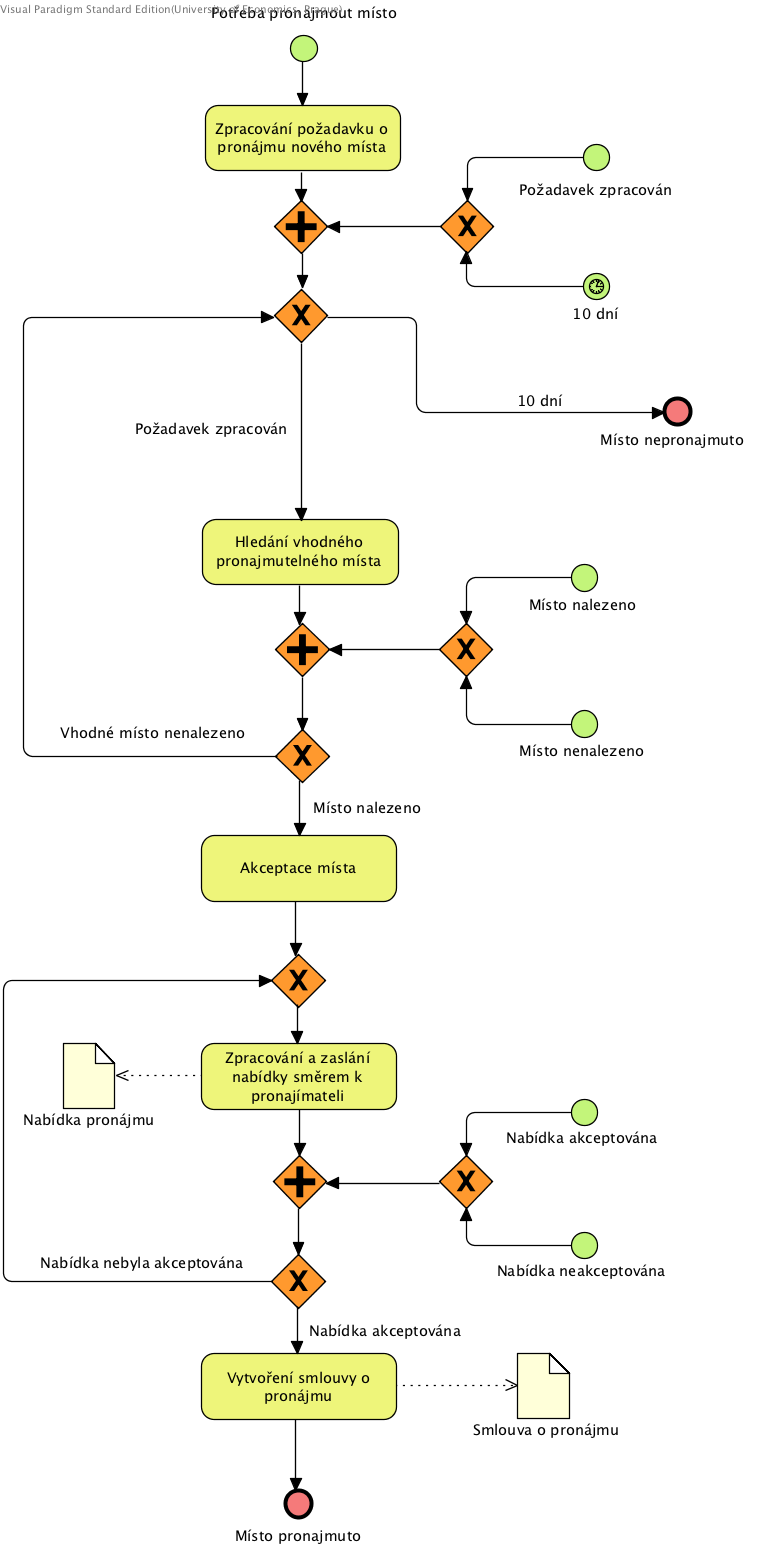 Visual Paradigm Standard Edition(University of Economics, Prague)
Potřeba pronajmout místo
Zpracování požadavku o
pronájmu nového místa
Požadavek zpracován
10 dní
10 dní
Místo nepronajmuto
Požadavek zpracován
Hledání vhodného
pronajmutelného místa
Místo nalezeno
Vhodné místo nenalezeno
Místo nenalezeno
Místo nalezeno
Akceptace místa
Zpracování a zaslání
nabídky směrem k
pronajímateli
Nabídka pronájmu
Nabídka akceptována
Nabídka nebyla akceptována
Nabídka neakceptována
Nabídka akceptována
Vytvoření smlouvy o
pronájmu
Smlouva o pronájmu
Místo pronajmuto